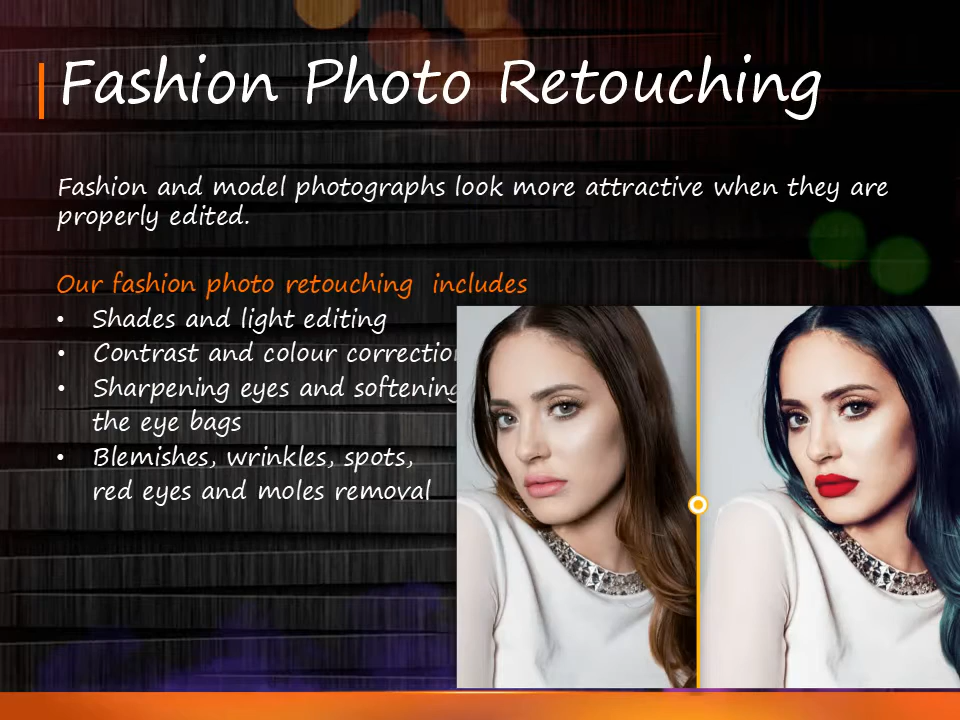 Fashion Photo Retouching
Fashion and model photographs look more attractive when they are
properly edited.
Our fashion photo retouching includes
• Shades and light editing
• Contrast and colour correction
• Sharpening eyes and softening
the eye bags
• Blemishes, wrinkles, spots,
red eyes and moles removal